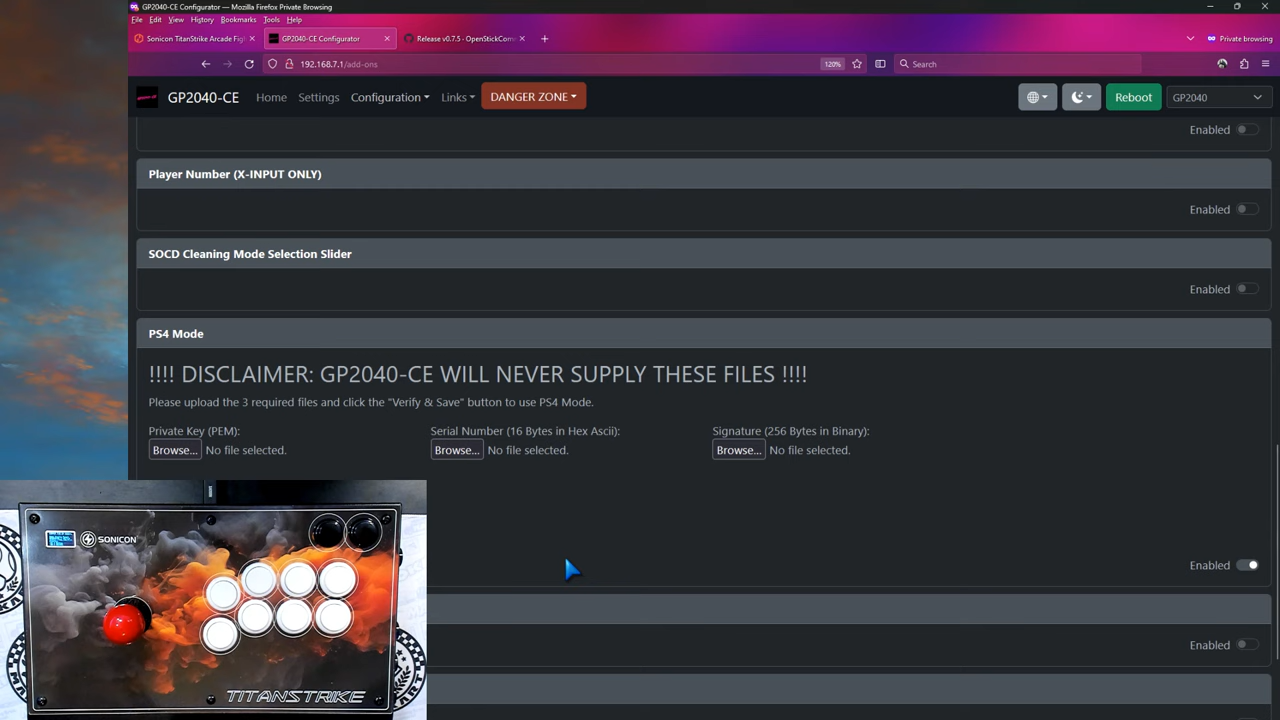 GP2040-CE Configurator — Mozilla Firefox Private Browsing
File Edit View History Bookmarks Tools Help
Sonicon TitanStrike Arcade Figh
GP2040-CE Configurator
Release v0.7.5 · OpenStickCom
Private browsing
192.168.7.1/add-ons
120%
Search
GP2040-CE
Home
Settings
Configuration
Links
DANGER ZONE
Reboot
GP2040
Enabled
Player Number (X-INPUT ONLY)
Enabled
SOCD Cleaning Mode Selection Slider
Enabled
PS4 Mode
!!!! DISCLAIMER: GP2040-CE WILL NEVER SUPPLY THESE FILES !!!!
Please upload the 3 required files and click the "Verify & Save" button to use PS4 Mode.
Private Key (PEM):
Serial Number (16 Bytes in Hex Ascii):
Signature (256 Bytes in Binary):
Browse... No file selected.
Browse... No file selected.
Browse... No file selected.
Enabled
Enabled
SONICON
TITANSTRIKE